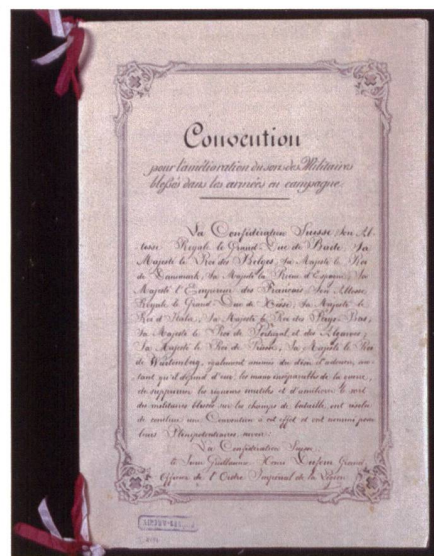 Convention
pour l'amélioration du sort des Militaires
blessés dans les armées en campagne.
La Confédération Suisse, Son Al-
tesse Royale le Grand-Duc de Bade, Sa
Majesté le Roi des Belges, Sa Majesté le Roi
de Danemark, Sa Majesté la Reine d'Espagne, Sa
Majesté l'Empereur des Français, Son Altesse
Royale le Grand-Duc de Hesse, Sa Majesté le
Roi d'Italie, Sa Majesté le Roi des Pays-Bas,
Sa Majesté le Roi de Portugal et des Algarves,
Sa Majesté le Roi de Prusse, Sa Majesté le Roi
de Würtemberg, également animés du désir d'adoucir, au-
tant qu'il dépend d'eux, les maux inséparables de la guerre,
de supprimer les rigueurs inutiles et d'améliorer le sort
des militaires blessés sur les champs de bataille, ont résolu
de conclure une Convention à cet effet et ont nommé pour
leurs Plénipotentiaires, savoir:
La Confédération Suisse:
le Sieur Guillaume Henri Dufour, Grand
Officier de l'Ordre Impérial de la